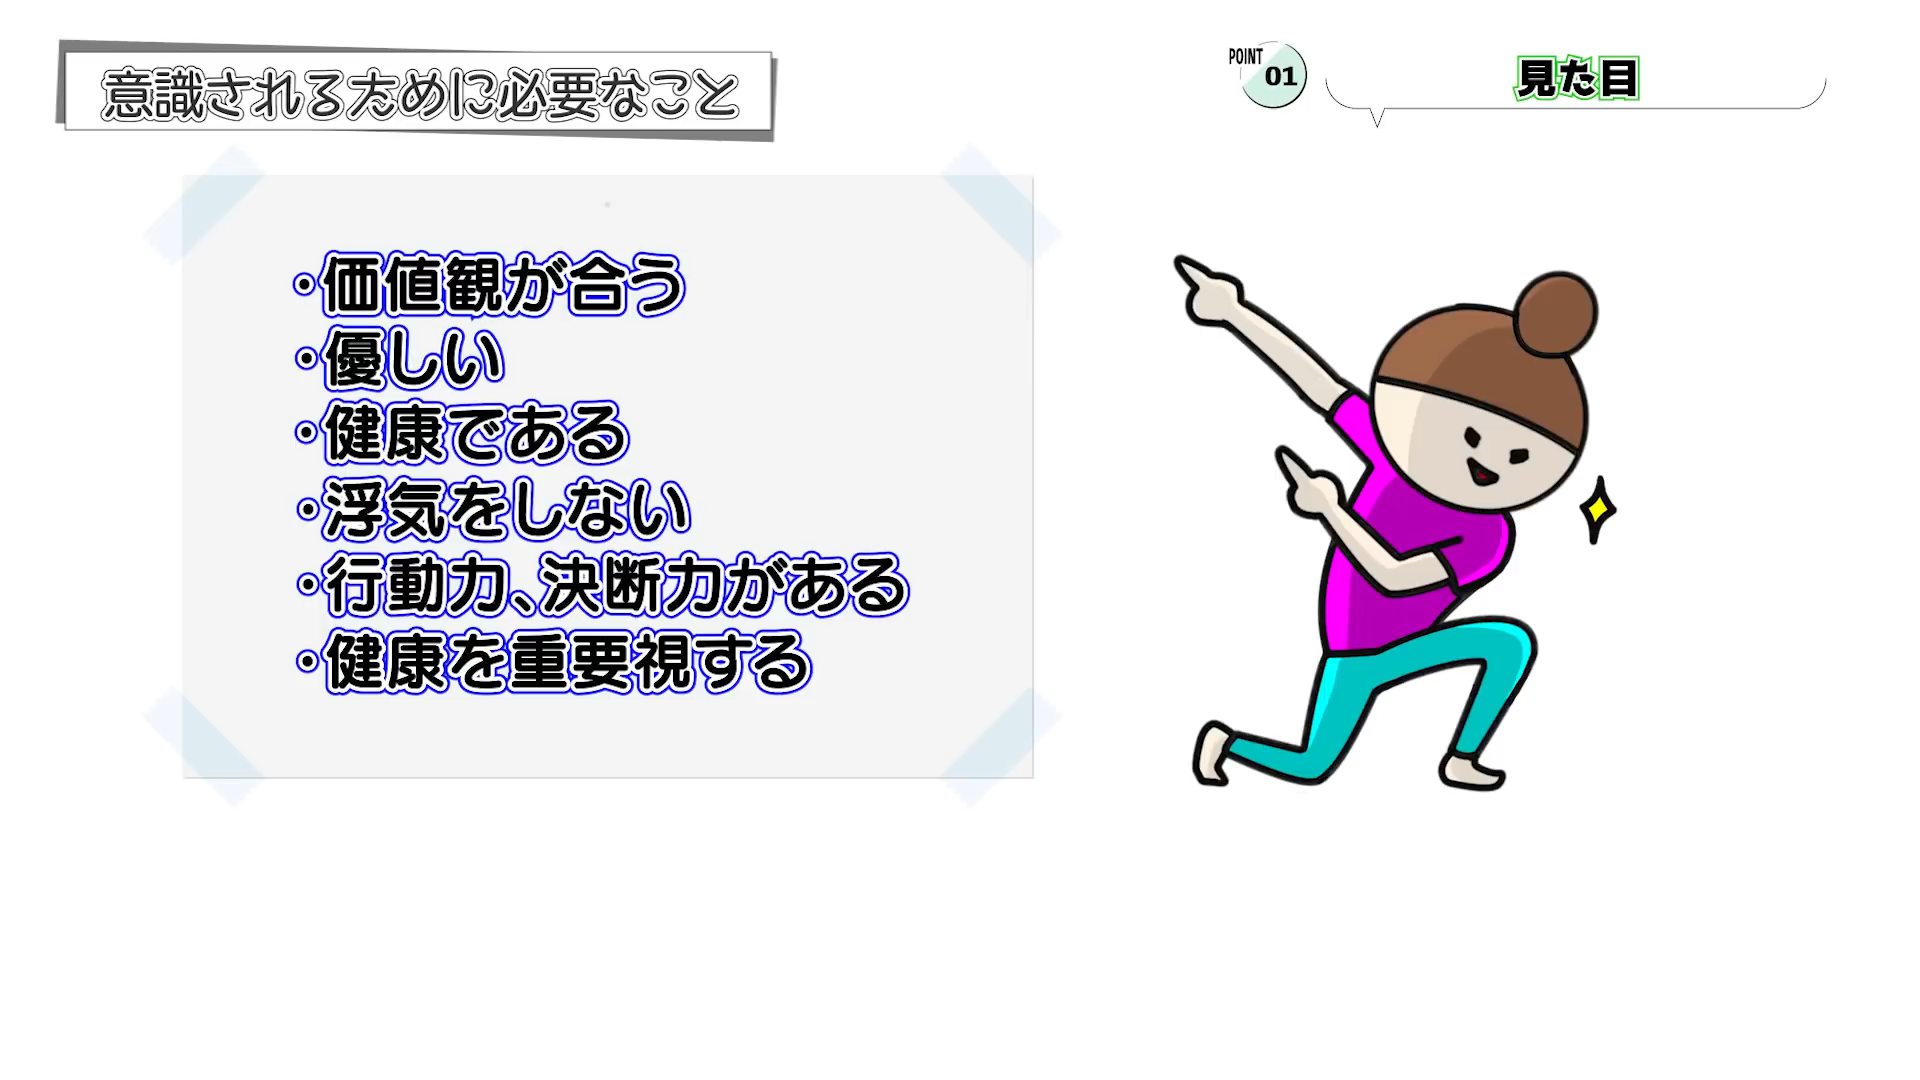 意識されるために必要なこと
POINT
01
見た目
・価値観が合う
・優しい
・健康である
・浮気をしない
・行動力、決断力がある
・健康を重要視する